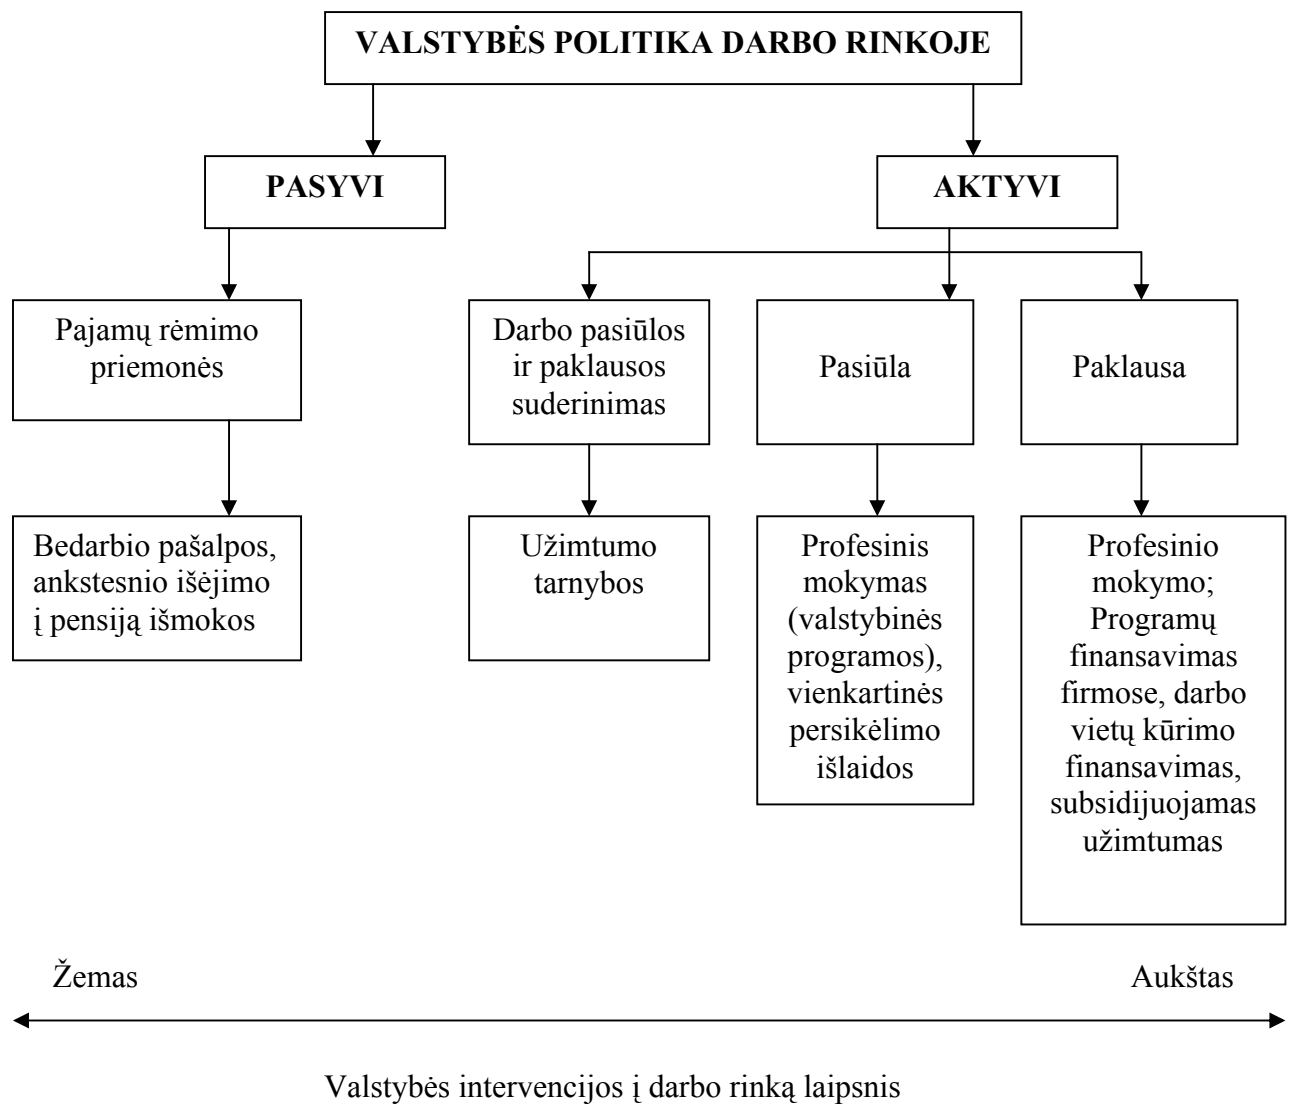 VALSTYBĖS POLITIKA DARBO RINKOJE
PASYVI
AKTYVI
Pajamų rėmimo
priemonės
Darbo pasiūlos
ir paklausos
suderinimas
Pasiūla
Paklausa
Bedarbio pašalpos,
ankstesnio išėjimo
į pensiją išmokos
Užimtumo
tarnybos
Profesinis
mokymas
(valstybinės
programos),
vienkartinės
persikėlimo
išlaidos
Profesinio
mokymo;
Programų
finansavimas
firmose, darbo
vietų kūrimo
finansavimas,
subsidijuojamas
užimtumas
Žemas
Aukštas
Valstybės intervencijos į darbo rinką laipsnis